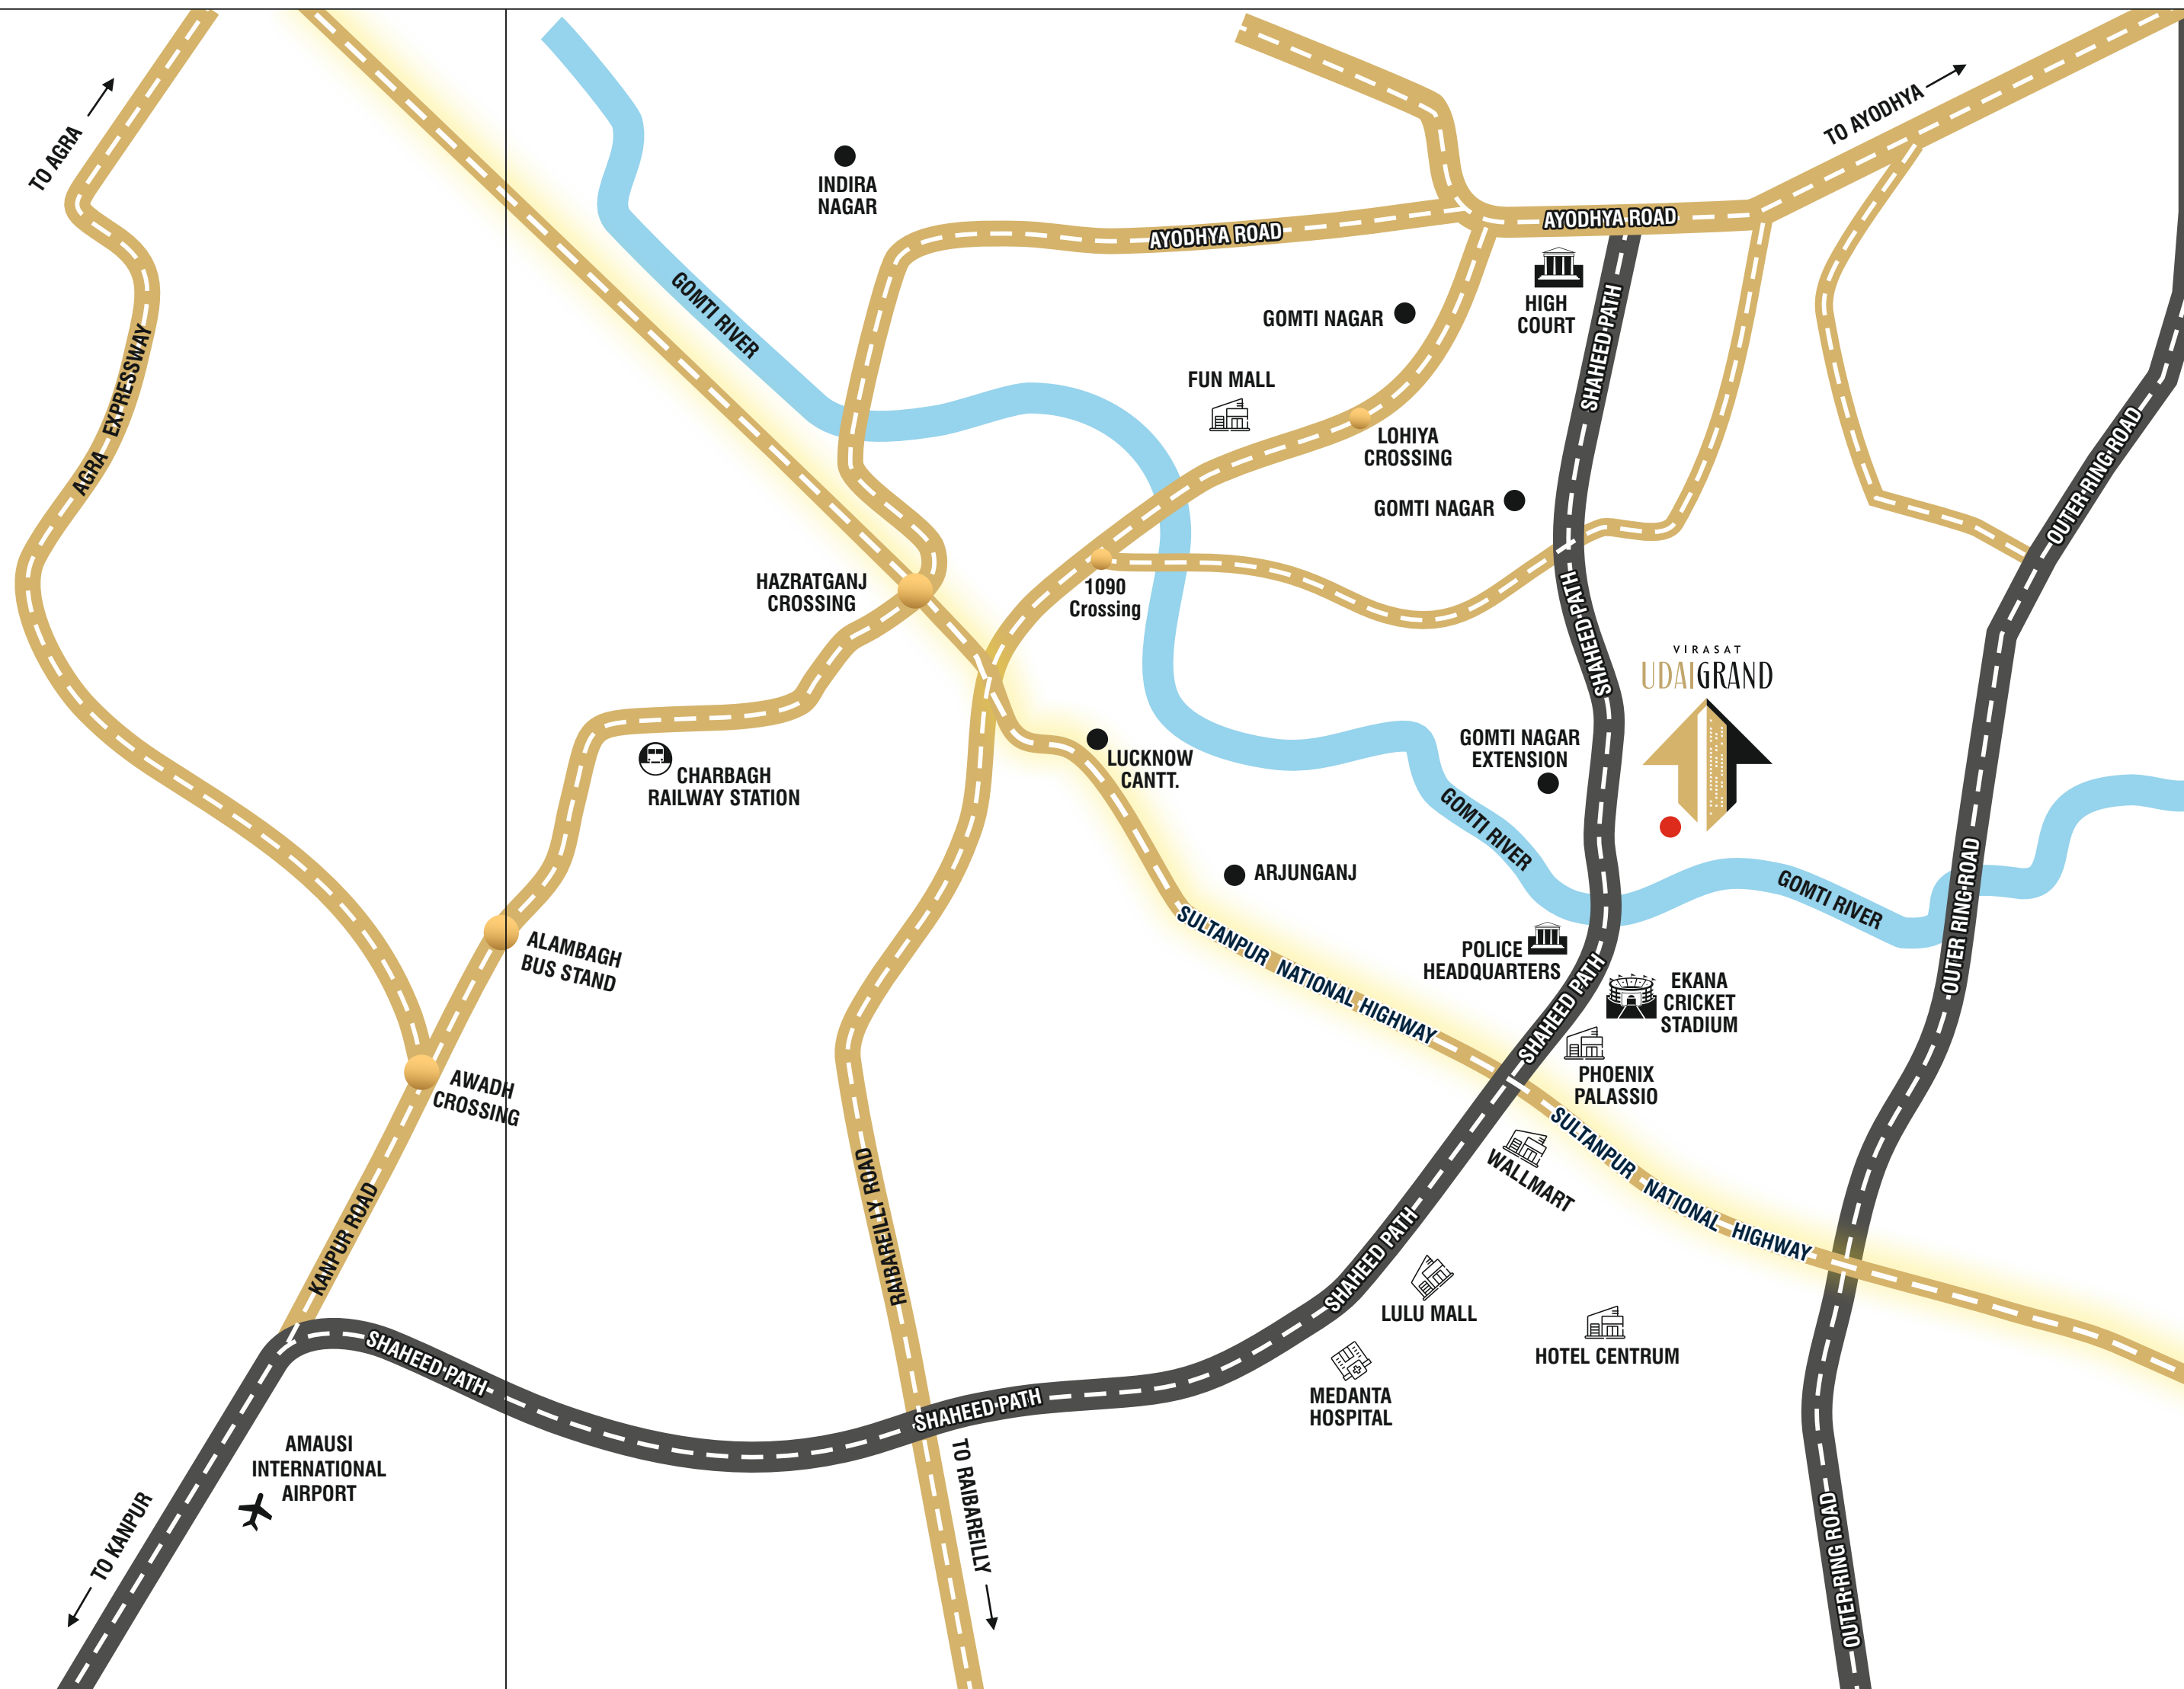 TO AGRA
TO AYODHYA
INDIRA
NAGAR
AYODHYA ROAD
AYODHYA ROAD
GOMTI RIVER
HIGH
COURT
SHAHEED PATH
GOMTI NAGAR
AGRA EXPRESSWAY
FUN MALL
LOHIYA
CROSSING
OUTER RING ROAD
GOMTI NAGAR
HAZRATGANJ
CROSSING
1090
Crossing
SHAHEED PATH
VIRASAT
UDAIGRAND
LUCKNOW
CANTT.
GOMTI NAGAR
EXTENSION
CHARBAGH
RAILWAY STATION
GOMTI RIVER
ARJUNGANJ
GOMTI RIVER
OUTER RING ROAD
ALAMBAGH
BUS STAND
SULTANPUR NATIONAL HIGHWAY
POLICE
HEADQUARTERS
SHAHEED PATH
EKANA
CRICKET
STADIUM
PHOENIX
PALASSIO
AWADH
CROSSING
WALLMART
SULTANPUR NATIONAL HIGHWAY
KANPUR ROAD
RAIBAREILLY ROAD
SHAHEED PATH
LULU MALL
HOTEL CENTRUM
SHAHEED PATH
MEDANTA
HOSPITAL
SHAHEED PATH
AMAUSI
INTERNATIONAL
AIRPORT
TO KANPUR
TO RAIBAREILLY
OUTER RING ROAD